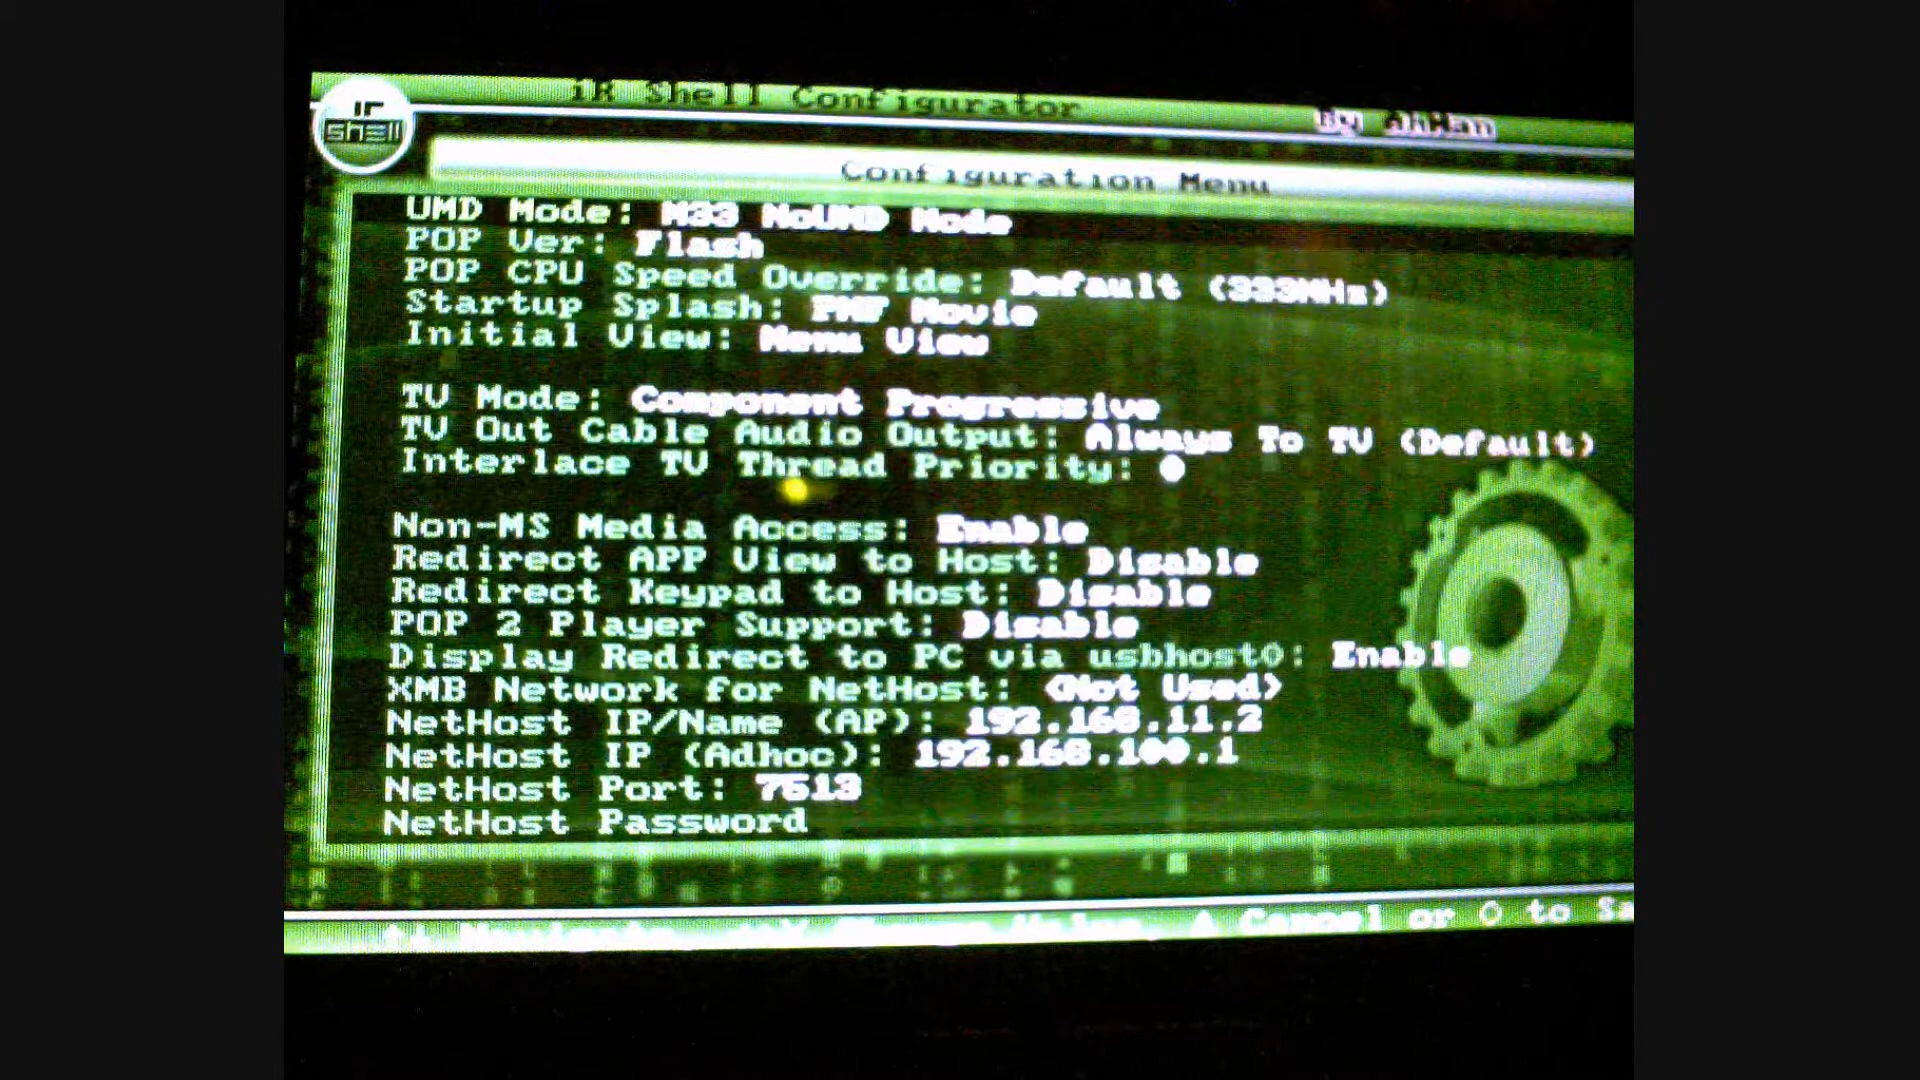 iR Shell Configurator
By AhMan
ir
shell
Configuration Menu
UMD Mode: M33 NoUMD Mode
POP Ver: Flash
POP CPU Speed Override: Default (333MHz)
Startup Splash: PMF Movie
Initial View: Menu View
TV Mode: Component Progressive
TV Out Cable Audio Output: Always To TV (Default)
Interlace TV Thread Priority:
Non-MS Media Access: Enable
Redirect APP View to Host: Disable
Redirect Keypad to Host: Disable
POP 2 Player Support: Disable
Display Redirect to PC via usbhost0: Enable
XMB Network for NetHost: <Not Used>
NetHost IP/Name (AP): 192.168.11.2
NetHost IP (Adhoc): 192.168.100.1
NetHost Port: 7513
NetHost Password
Cancel or O to Sa